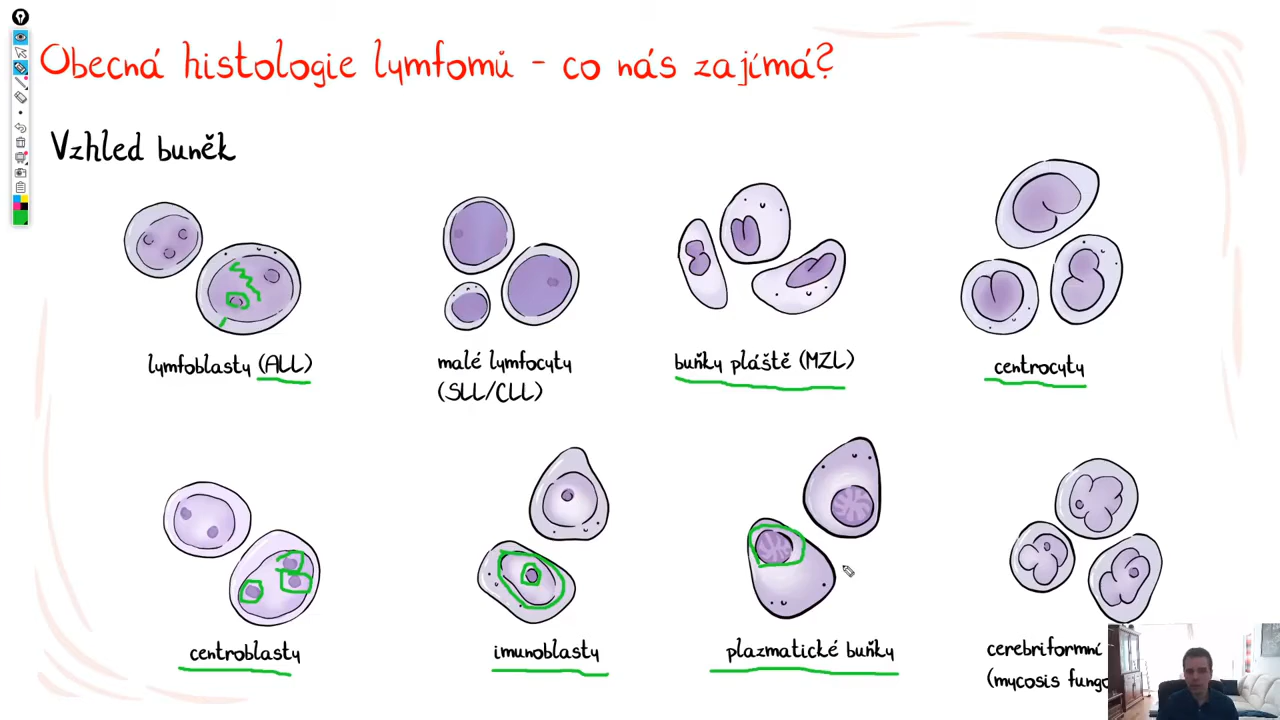 Obecná histologie lymfomů - co nás zajímá?
Vzhled buněk
lymfoblasty (ALL)
malé lymfocyty
(SLL/CLL)
buňky pláště (MZL)
centrocyty
centroblasty
imunoblasty
plazmatické buňky
cerebriformní
(mycosis fungo